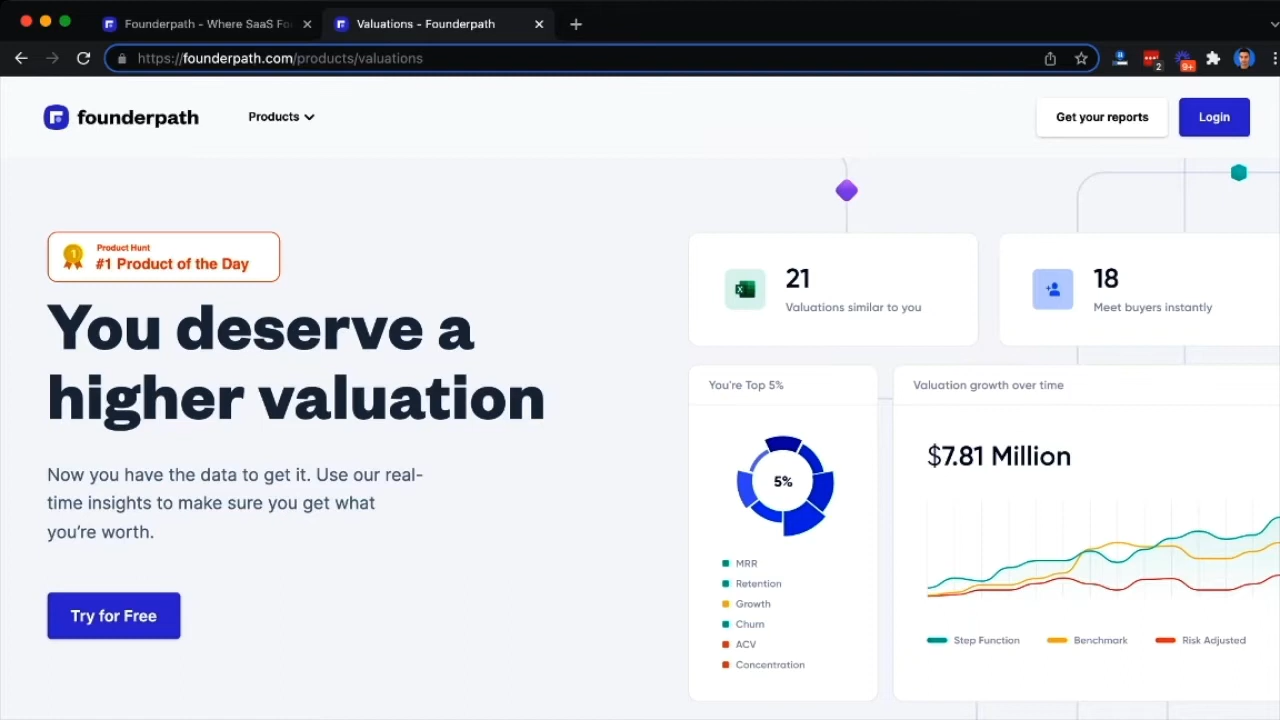 Founderpath - Where SaaS Fo
Valuations - Founderpath
https://founderpath.com/products/valuations
2
9+
founderpath
Products
Get your reports
Login
1
Product Hunt
#1 Product of the Day
You deserve a
higher valuation
Now you have the data to get it. Use our real-
time insights to make sure you get what
you’re worth.
Try for Free
21
Valuations similar to you
18
Meet buyers instantly
You're Top 5%
5%
MRR
Retention
Growth
Churn
ACV
Concentration
Valuation growth over time
$7.81 Million
Step Function
Benchmark
Risk Adjusted